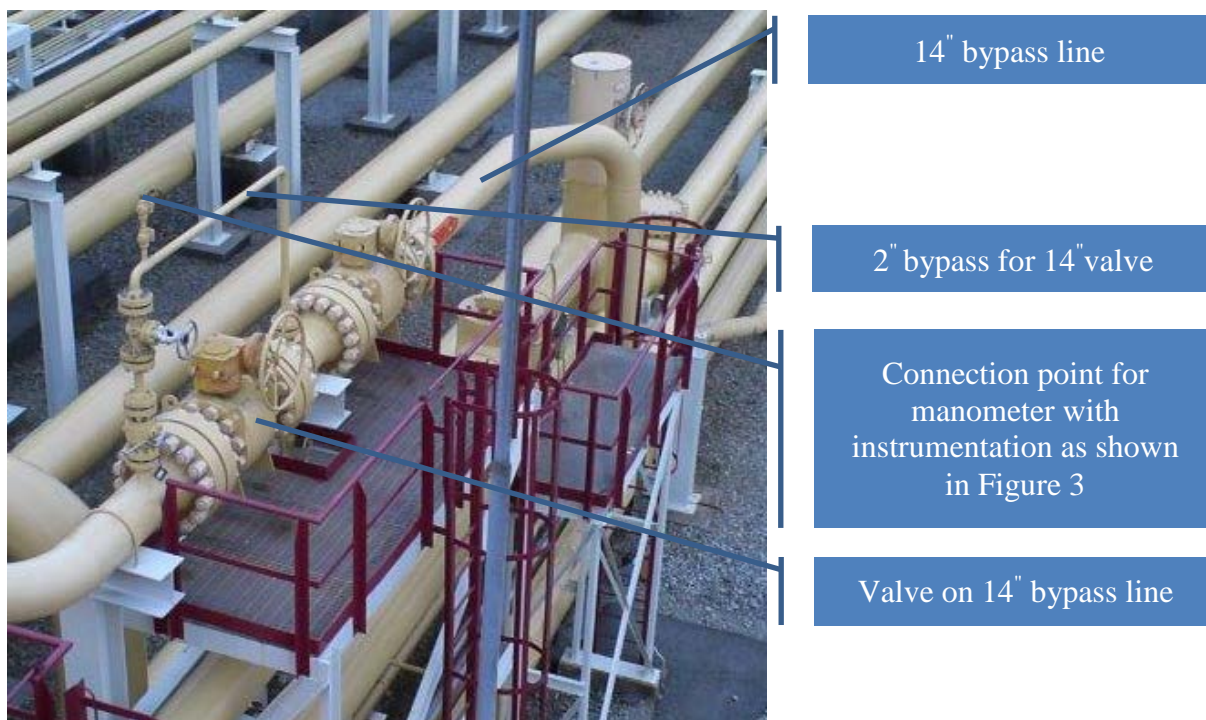 14" bypass line
2" bypass for 14"valve
Connection point for
manometer with
instrumentation as shown
in Figure 3
Valve on 14" bypass line